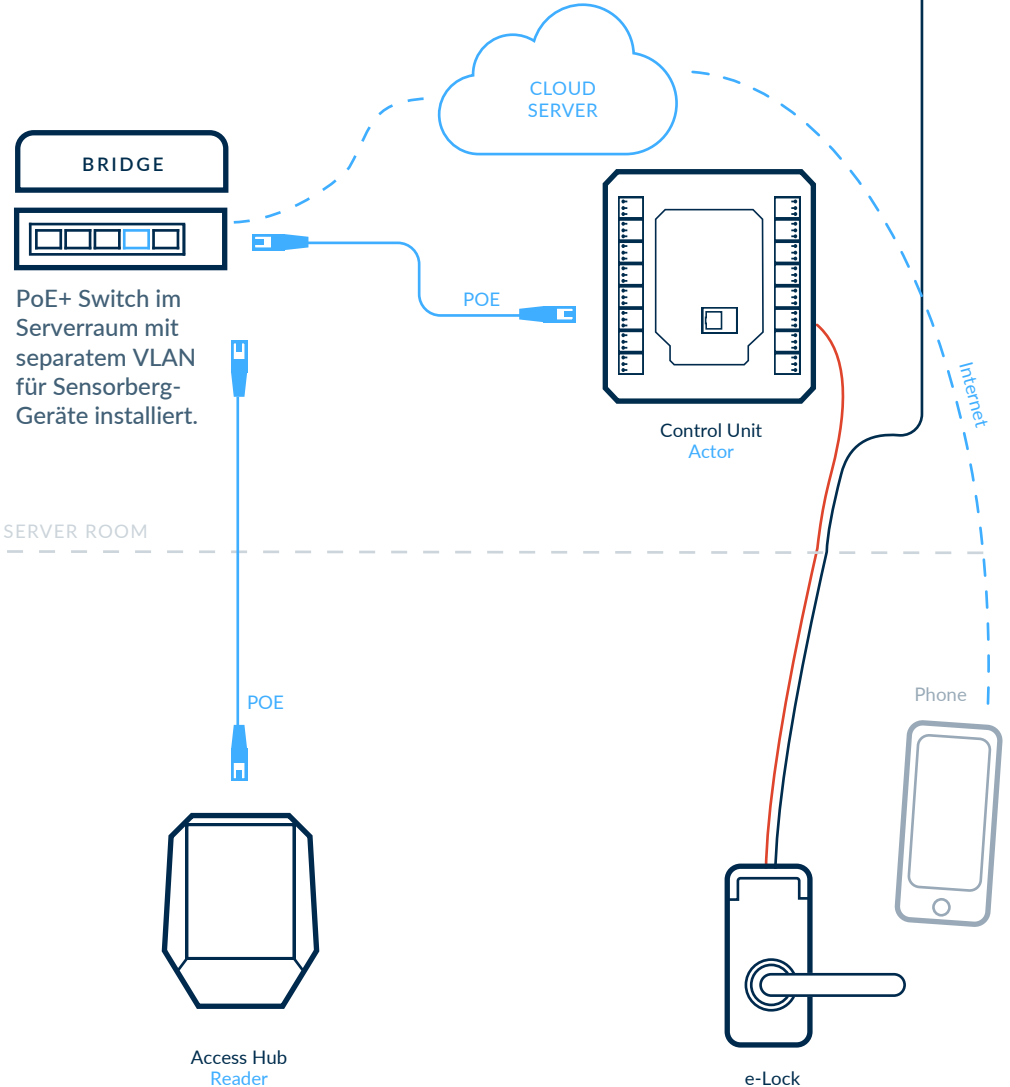 CLOUD
SERVER
BRIDGE
PoE+ Switch im
Serverraum mit
separatem VLAN
für Sensorberg-
Geräte installiert.
POE
Control Unit
Actor
Internet
SERVER ROOM
POE
Phone
Access Hub
Reader
e-Lock